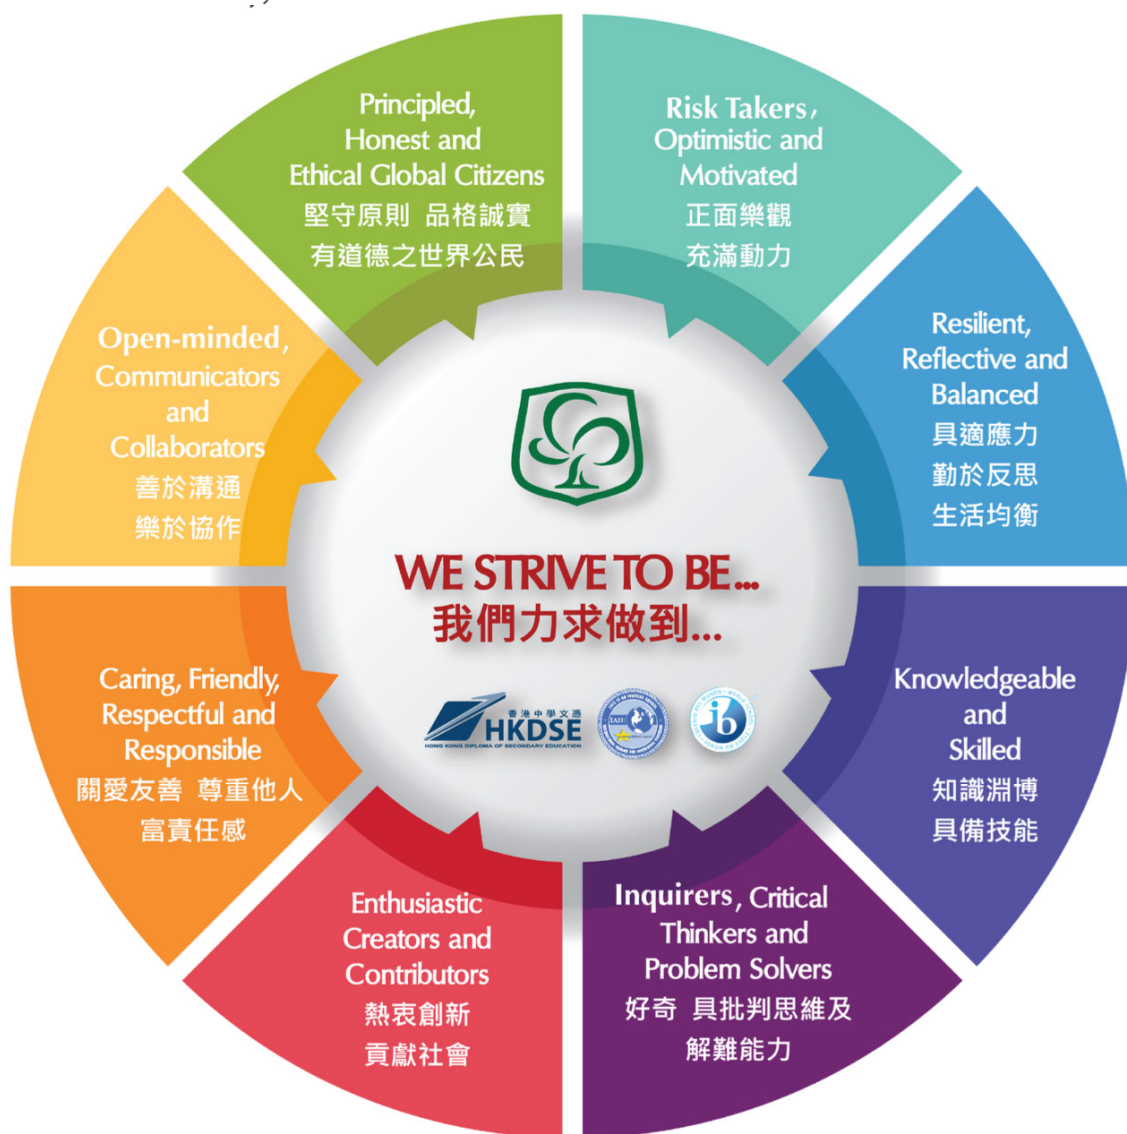 Principled,
Honest and
Ethical Global Citizens
堅守原則 品格誠實
有道德之世界公民
Risk Takers,
Optimistic and
Motivated
正面樂觀
充滿動力
Resilient,
Reflective and
Balanced
具適應力
勤於反思
生活均衡
Knowledgeable
and
Skilled
知識淵博
具備技能
Inquirers, Critical
Thinkers and
Problem Solvers
好奇 具批判思維及
解難能力
Enthusiastic
Creators and
Contributors
熱衷創新
貢獻社會
Caring, Friendly,
Respectful and
Responsible
關愛友善 尊重他人
富責任感
Open-minded,
Communicators
and
Collaborators
善於溝通
樂於協作
WE STRIVE TO BE...
我們力求做到...
香港中學文憑
HKDSE
HONG KONG DIPLOMA OF SECONDARY EDUCATION
ib